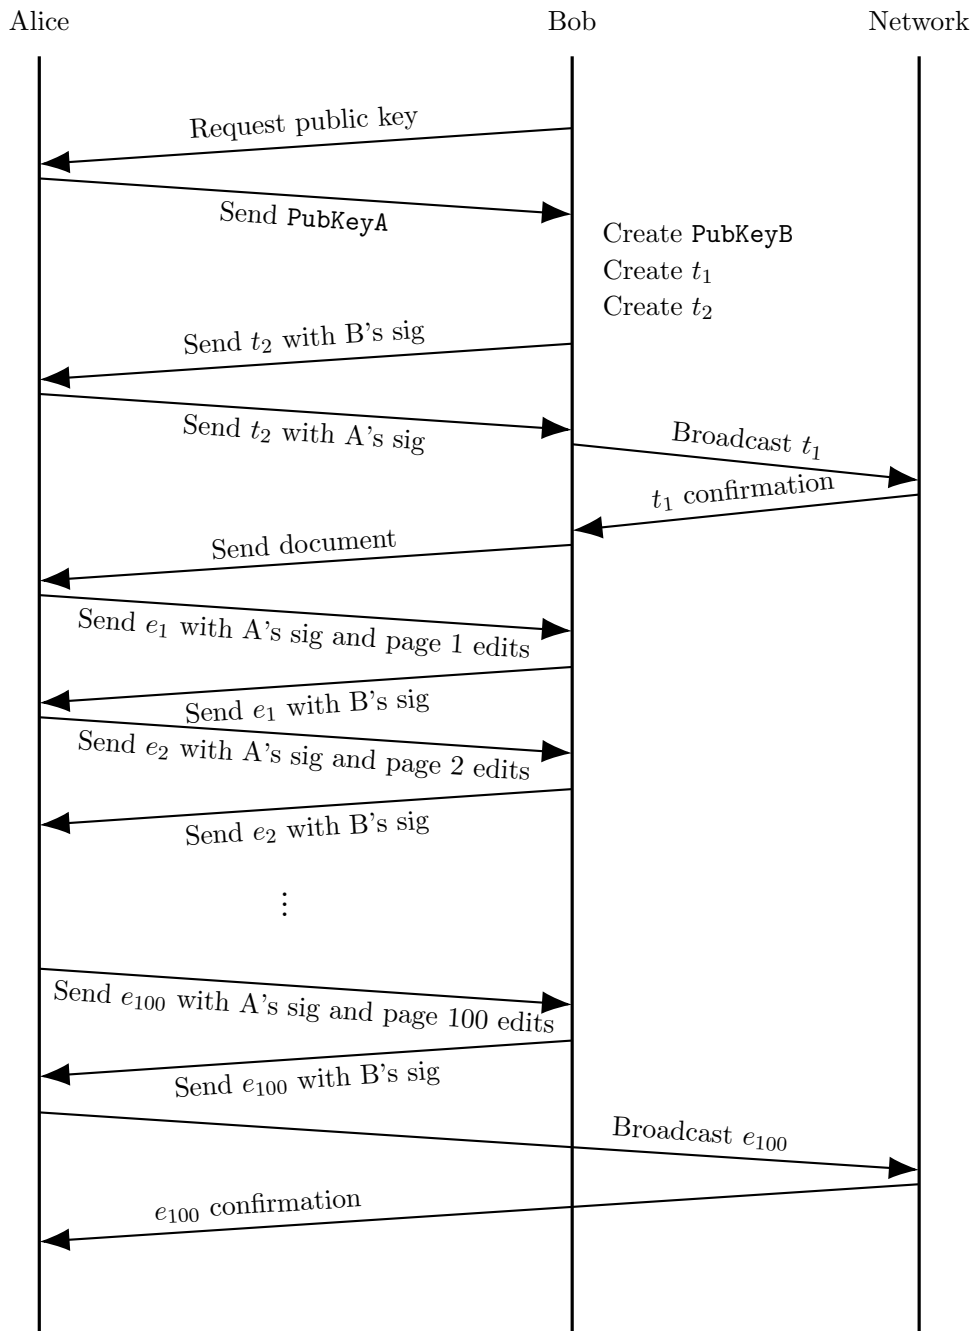 Alice Bob Network
Request public key
Send PubKeyA
Create PubKeyB
Create t₁
Create t₂
Send t₂ with B's sig
Send t₂ with A's sig
Broadcast t₁
t₁ confirmation
Send document
Send e₁ with A's sig and page 1 edits
Send e₁ with B's sig
Send e₂ with A's sig and page 2 edits
Send e₂ with B's sig
⋮
Send e₁₀₀ with A's sig and page 100 edits
Send e₁₀₀ with B's sig
Broadcast e₁₀₀
e₁₀₀ confirmation